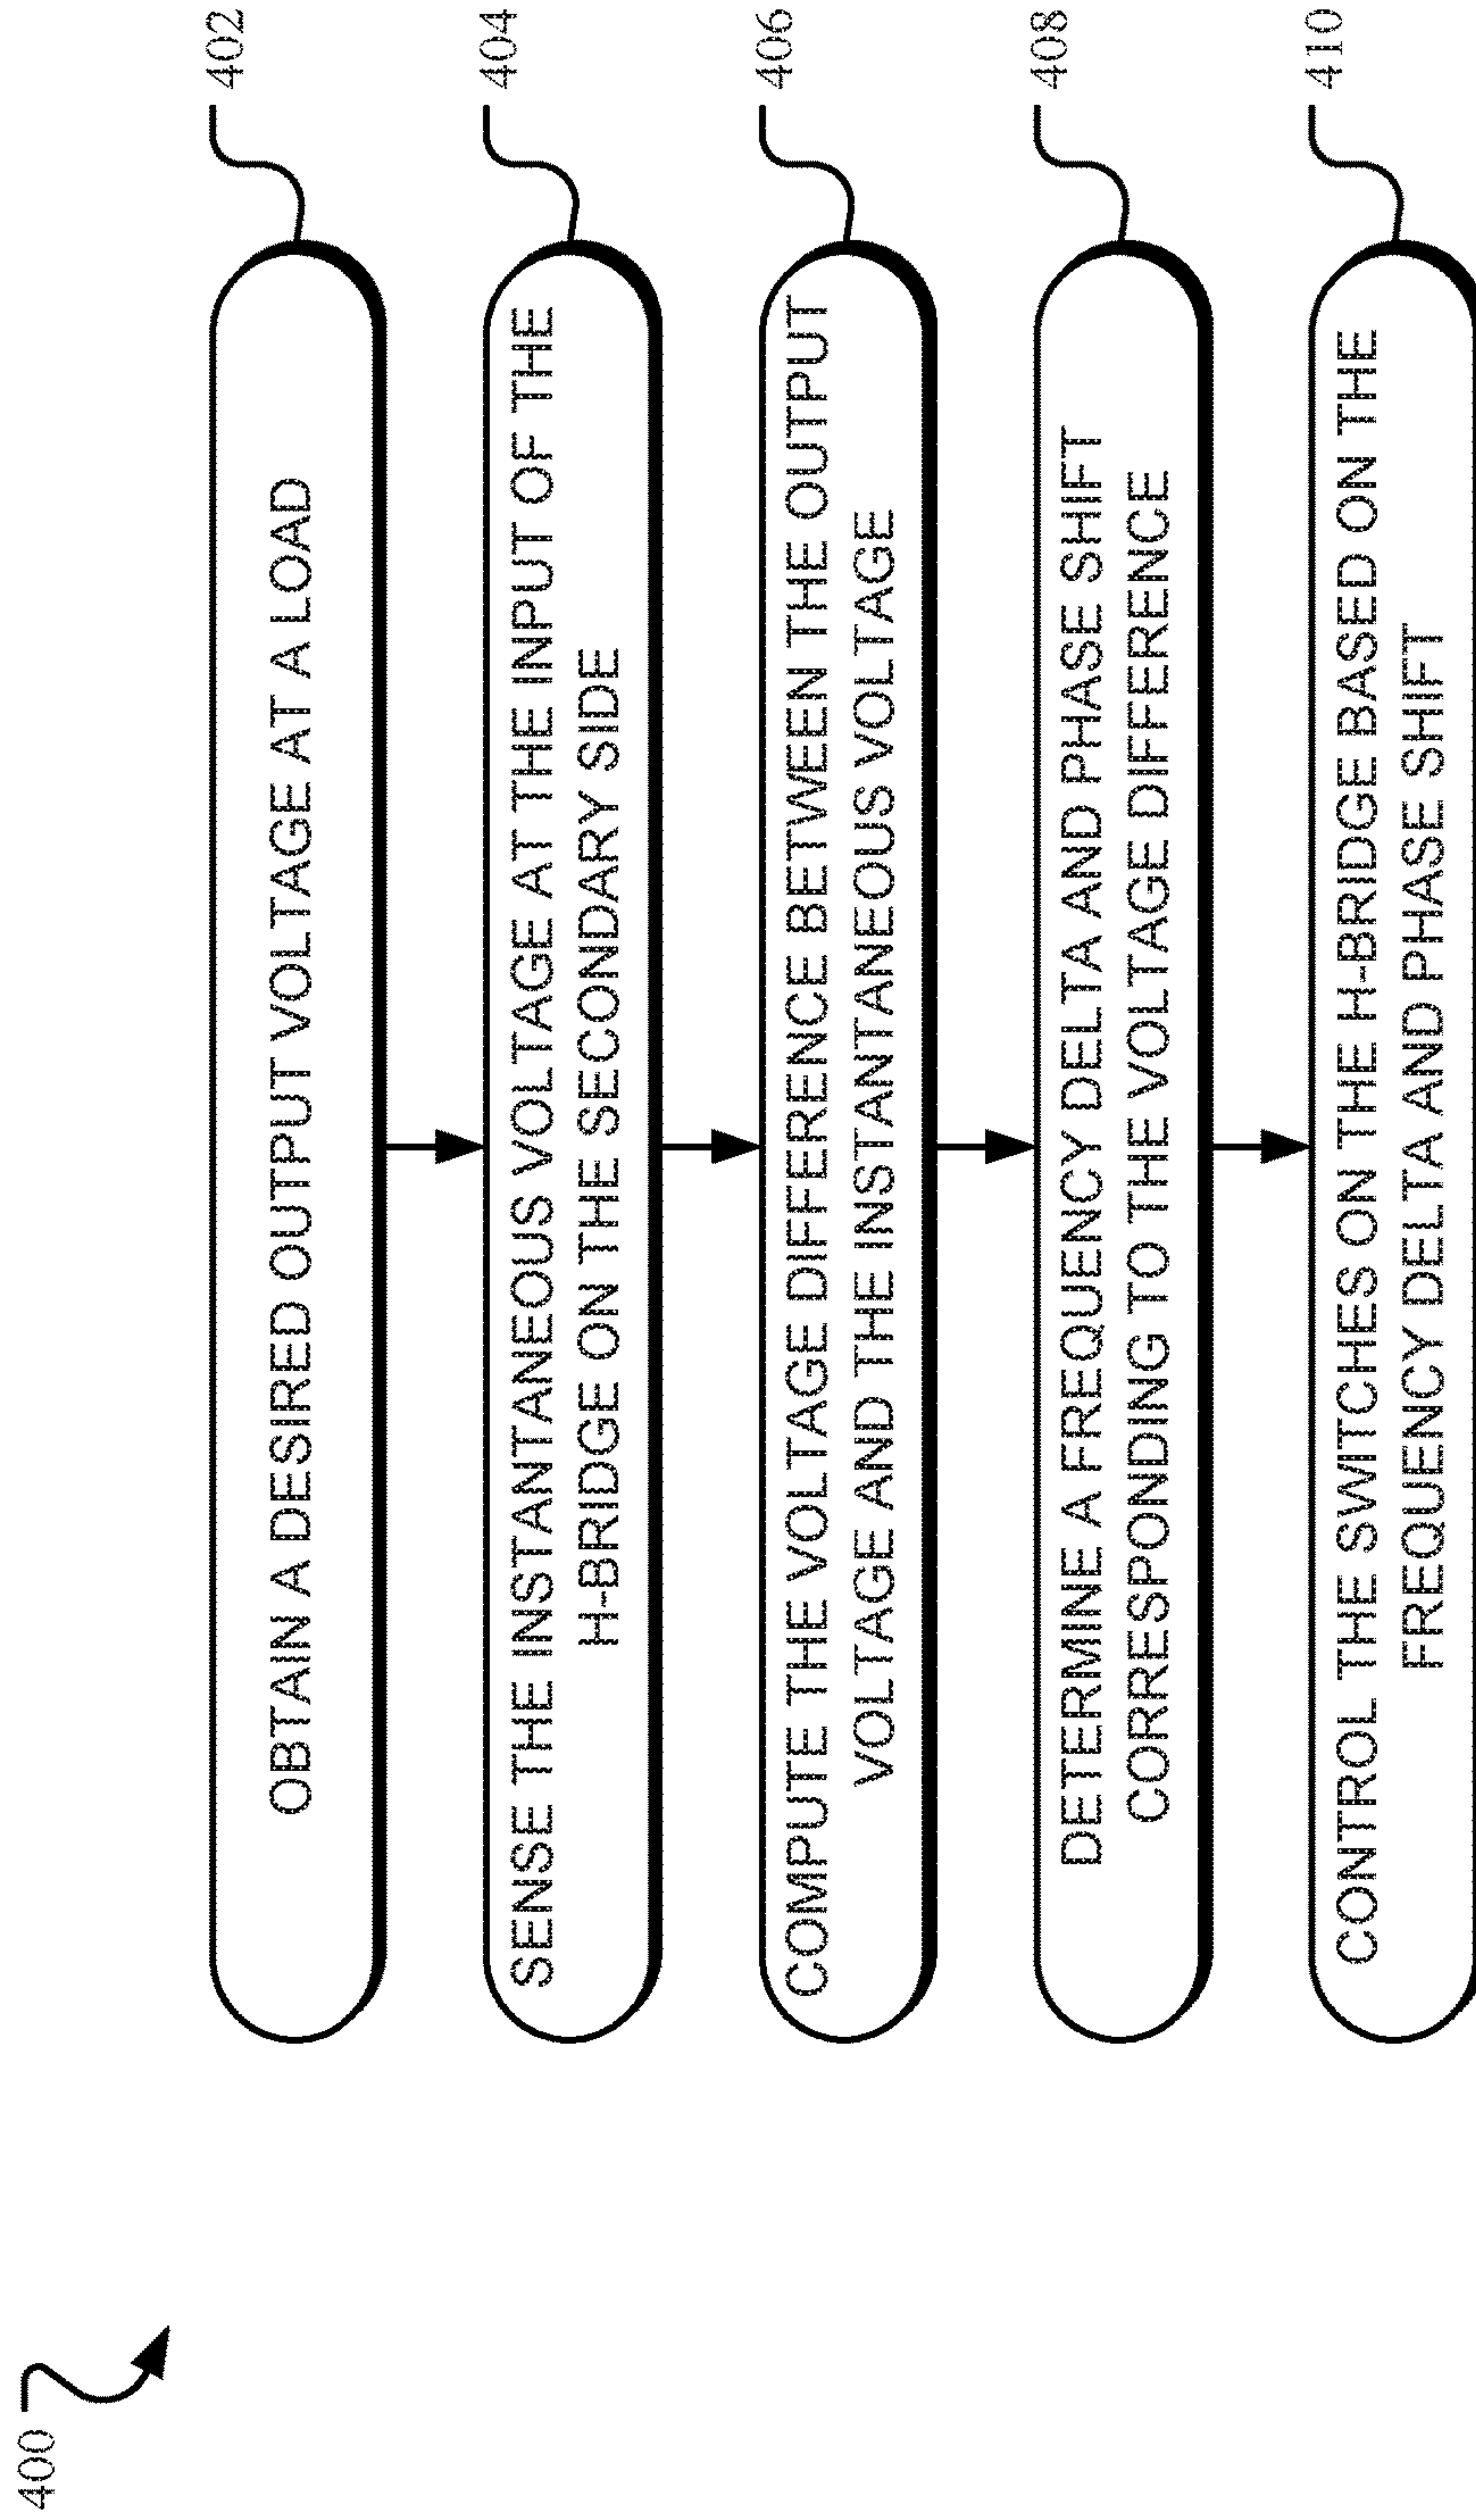 400
OBTAIN A DESIRED OUTPUT VOLTAGE AT A LOAD
402
SENSE THE INSTANTANEOUS VOLTAGE AT THE INPUT OF THE
H-BRIDGE ON THE SECONDARY SIDE
404
COMPUTE THE VOLTAGE DIFFERENCE BETWEEN THE OUTPUT
VOLTAGE AND THE INSTANTANEOUS VOLTAGE
406
DETERMINE A FREQUENCY DELTA AND PHASE SHIFT
CORRESPONDING TO THE VOLTAGE DIFFERENCE
408
CONTROL THE SWITCHES ON THE H-BRIDGE BASED ON THE
FREQUENCY DELTA AND PHASE SHIFT
410